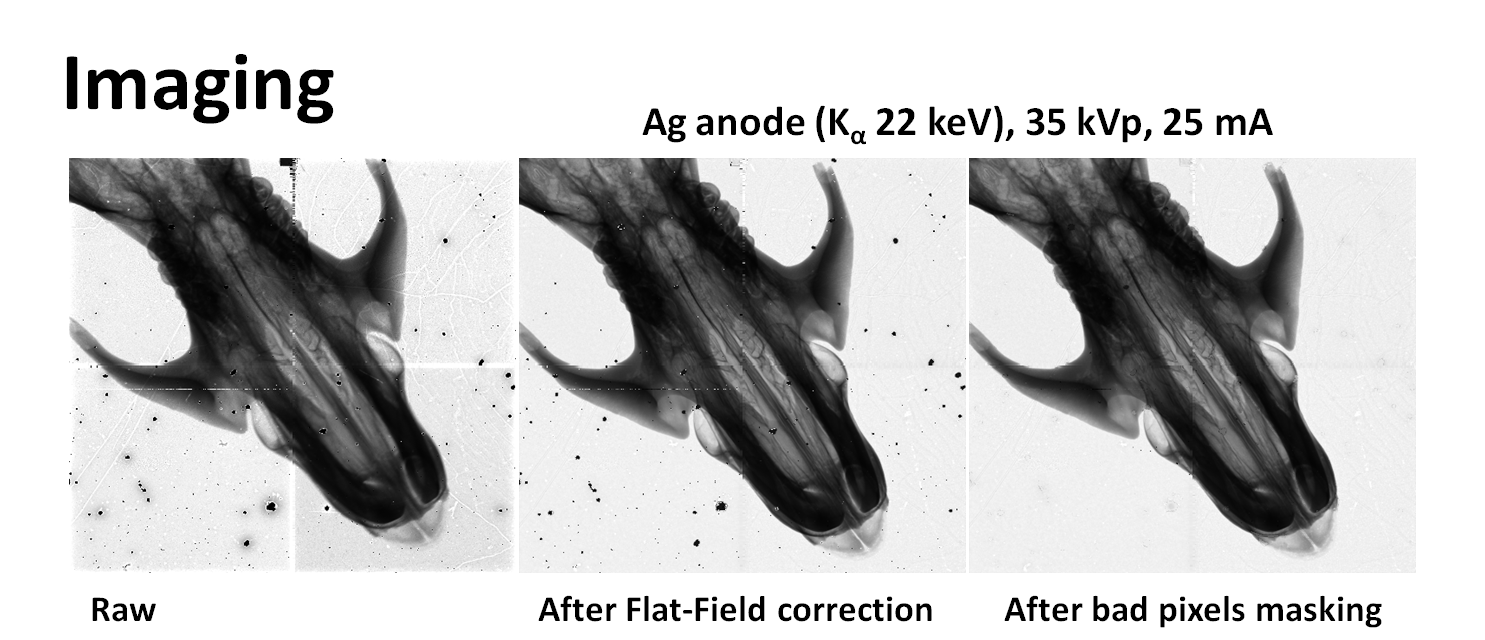 Imaging
Ag anode (Kα 22 keV), 35 kVp, 25 mA
Raw
After Flat-Field correction
After bad pixels masking